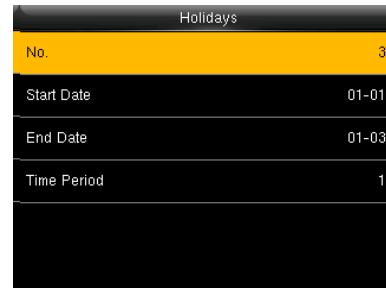 Holidays
No. 3
Start Date 01-01
End Date 01-03
Time Period 1